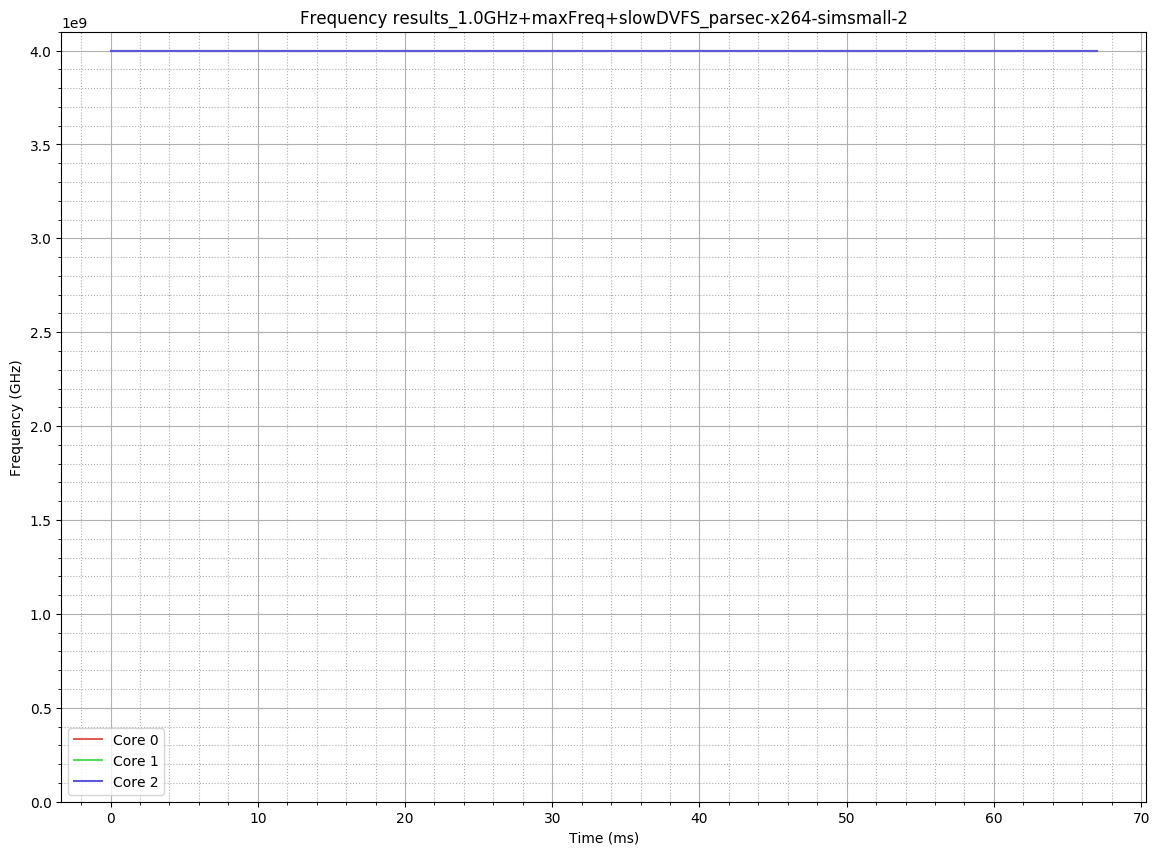 Frequency results_1.0GHz+maxFreq+slowDVFS_parsec-x264-simsmall-2
1e9
4.0
3.5
3.0
2.5
2.0
1.5
1.0
0.5
0.0
Frequency (GHz)
Core 0
Core 1
Core 2
0 10 20 30 40 50 60 70
Time (ms)